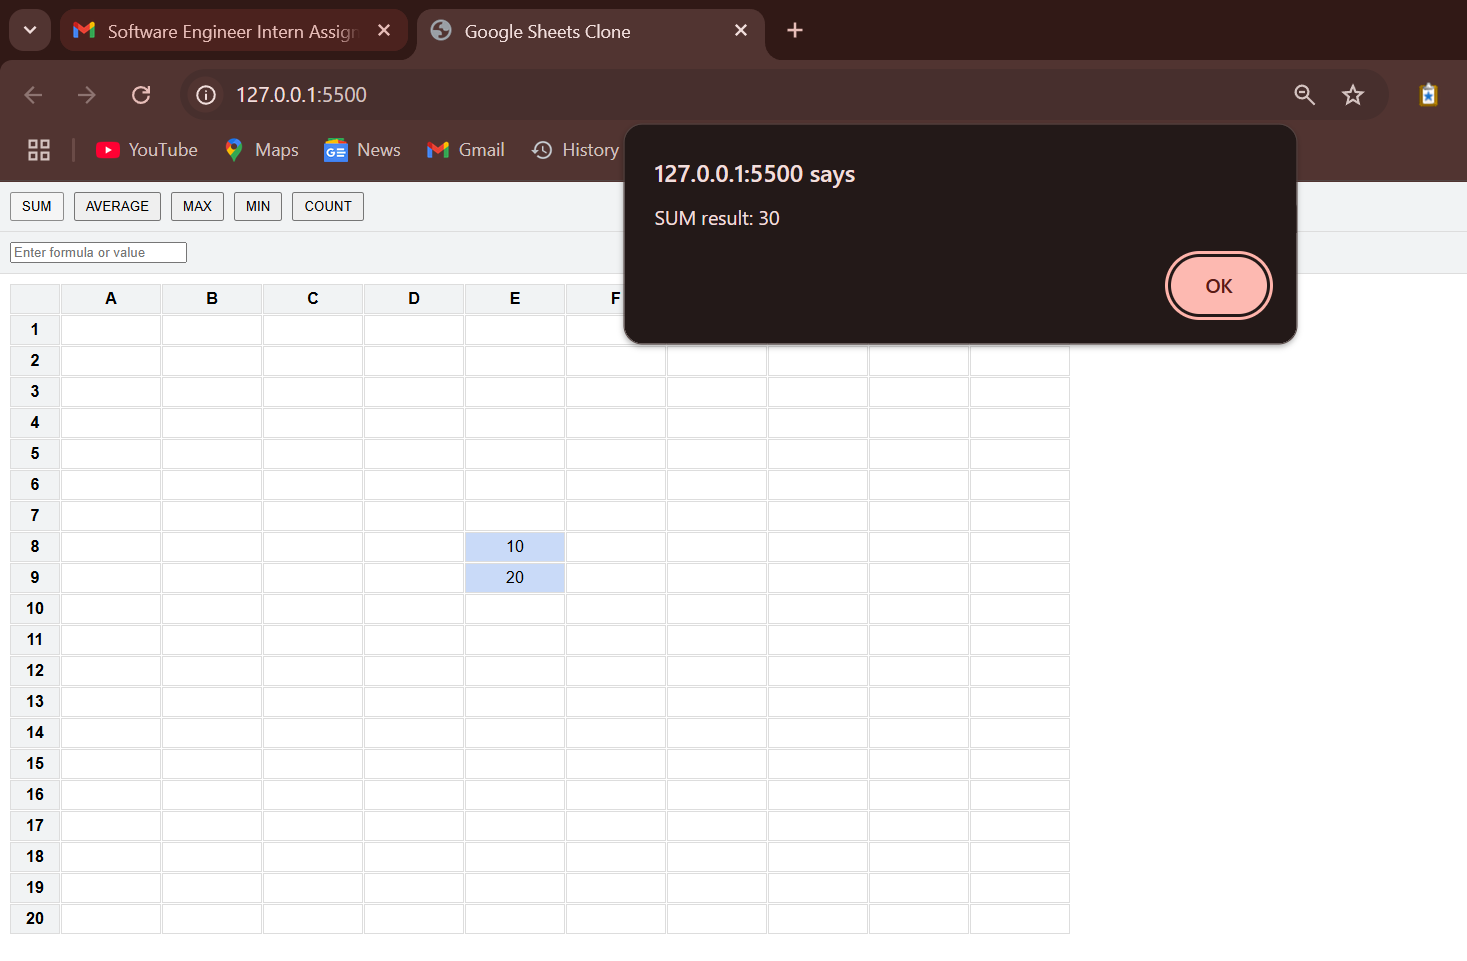 Software Engineer Intern Assign
Google Sheets Clone
127.0.0.1:5500
YouTube
Maps
News
Gmail
History
127.0.0.1:5500 says
SUM result: 30
OK
SUM AVERAGE MAX MIN COUNT
Enter formula or value
A B C D E F
1
2
3
4
5
6
7
8 10
9 20
10
11
12
13
14
15
16
17
18
19
20